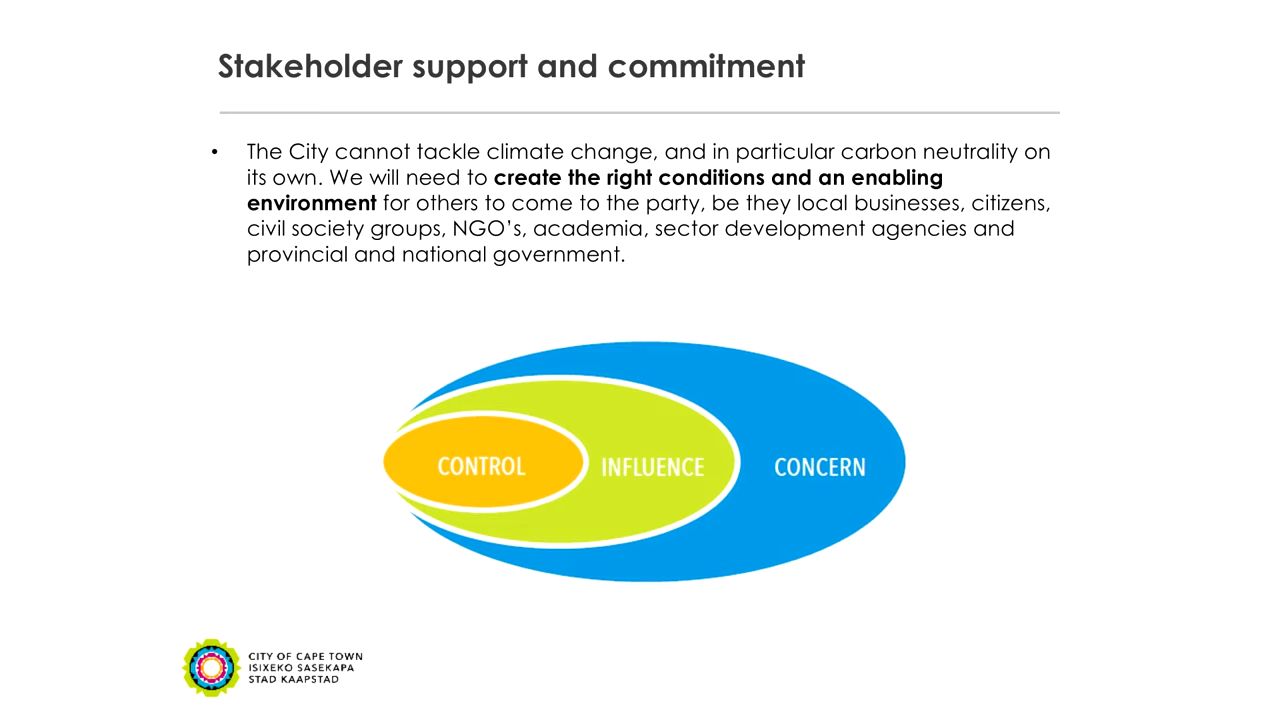 Stakeholder support and commitment
• The City cannot tackle climate change, and in particular carbon neutrality on
its own. We will need to create the right conditions and an enabling
environment for others to come to the party, be they local businesses, citizens,
civil society groups, NGO’s, academia, sector development agencies and
provincial and national government.
CONTROL INFLUENCE CONCERN
CITY OF CAPE TOWN
ISIXEKO SASEKAPA
STAD KAAPSTAD